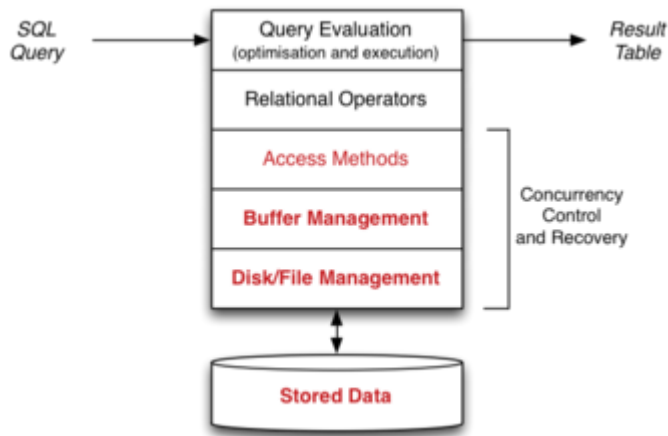 SQL
Query
Query Evaluation
(optimisation and execution)
Result
Table
Relational Operators
Access Methods
Buffer Management
Disk/File Management
Concurrency
Control
and Recovery
Stored Data